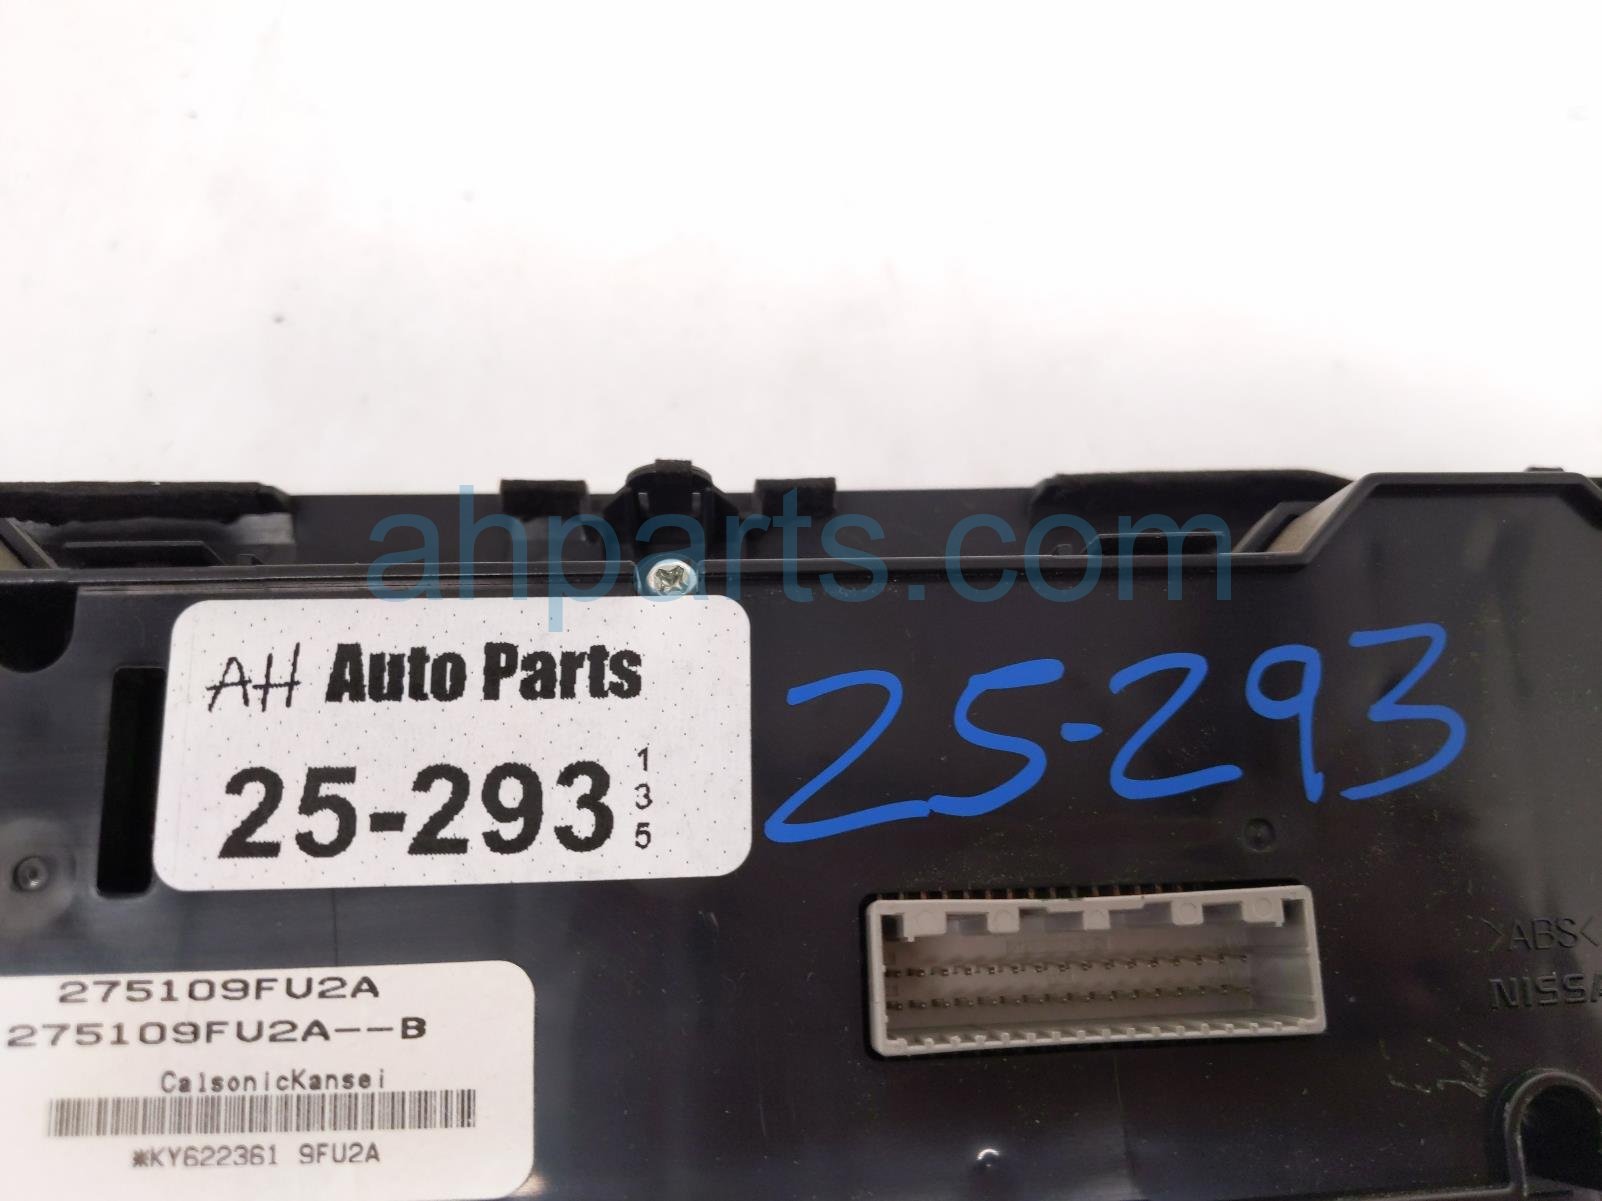 ahparts.com
AH Auto Parts
25-293
1
3
5
25-293
>ABS<
NISSA
275109FU2A
275109FU2A--B
CalsonicKansei
*KY622361 9FU2A